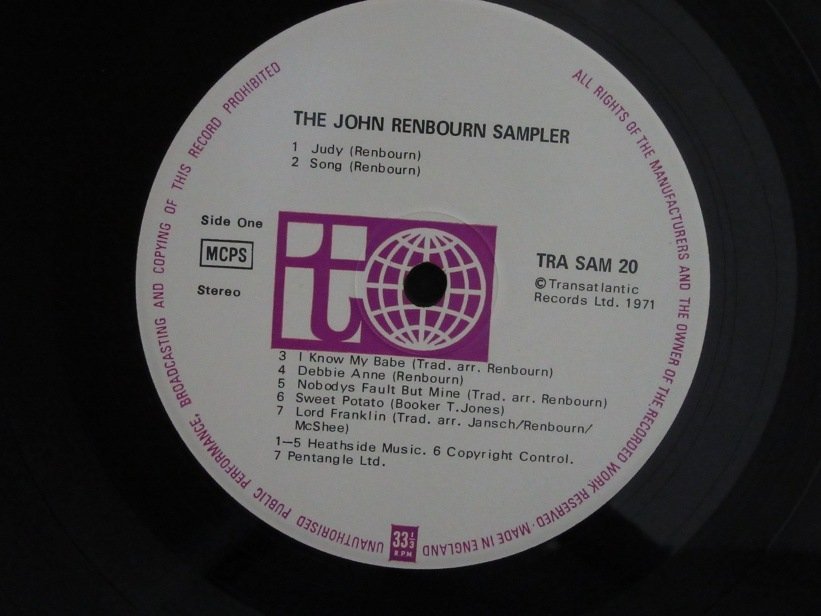 THE JOHN RENBOURN SAMPLER
1 Judy (Renbourn)
2 Song (Renbourn)
Side One
MCPS
Stereo
it
TRA SAM 20
©Transatlantic
Records Ltd. 1971
3 I Know My Babe (Trad. arr. Renbourn)
4 Debbie Anne (Renbourn)
5 Nobodys Fault But Mine (Trad. arr. Renbourn)
6 Sweet Potato (Booker T.Jones)
7 Lord Franklin (Trad. arr. Jansch/Renbourn/
McShee)
1—5 Heathside Music. 6 Copyright Control.
7 Pentangle Ltd.
ALL RIGHTS OF THE MANUFACTURERS AND THE OWNER OF THE RECORDED WORK RESERVED·MADE IN ENGLAND
33⅓
R.P.M
UNAUTHORISED PUBLIC PERFORMANCE, BROADCASTING AND COPYING OF THIS RECORD PROHIBITED